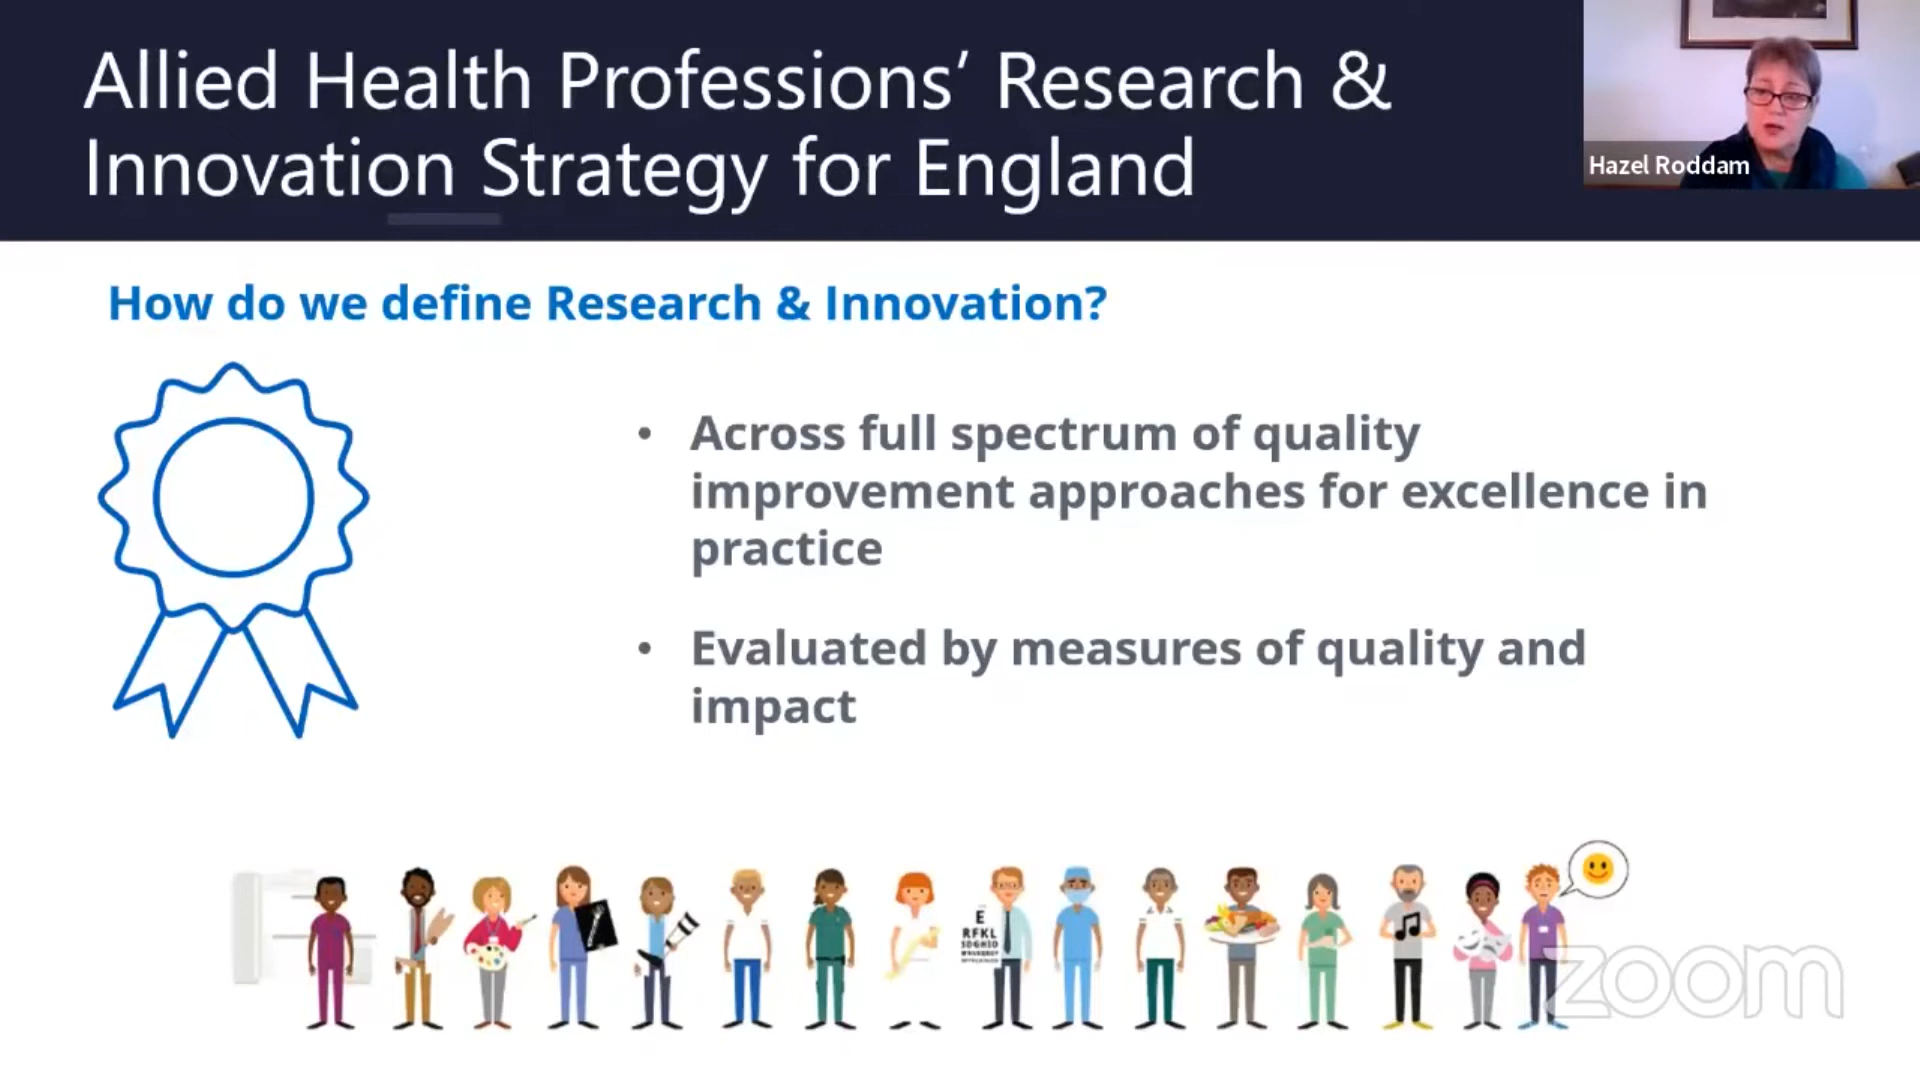 Allied Health Professions’ Research &
Innovation Strategy for England
Hazel Roddam
How do we define Research & Innovation?
• Across full spectrum of quality
improvement approaches for excellence in
practice
• Evaluated by measures of quality and
impact
E
RFKL
zoom